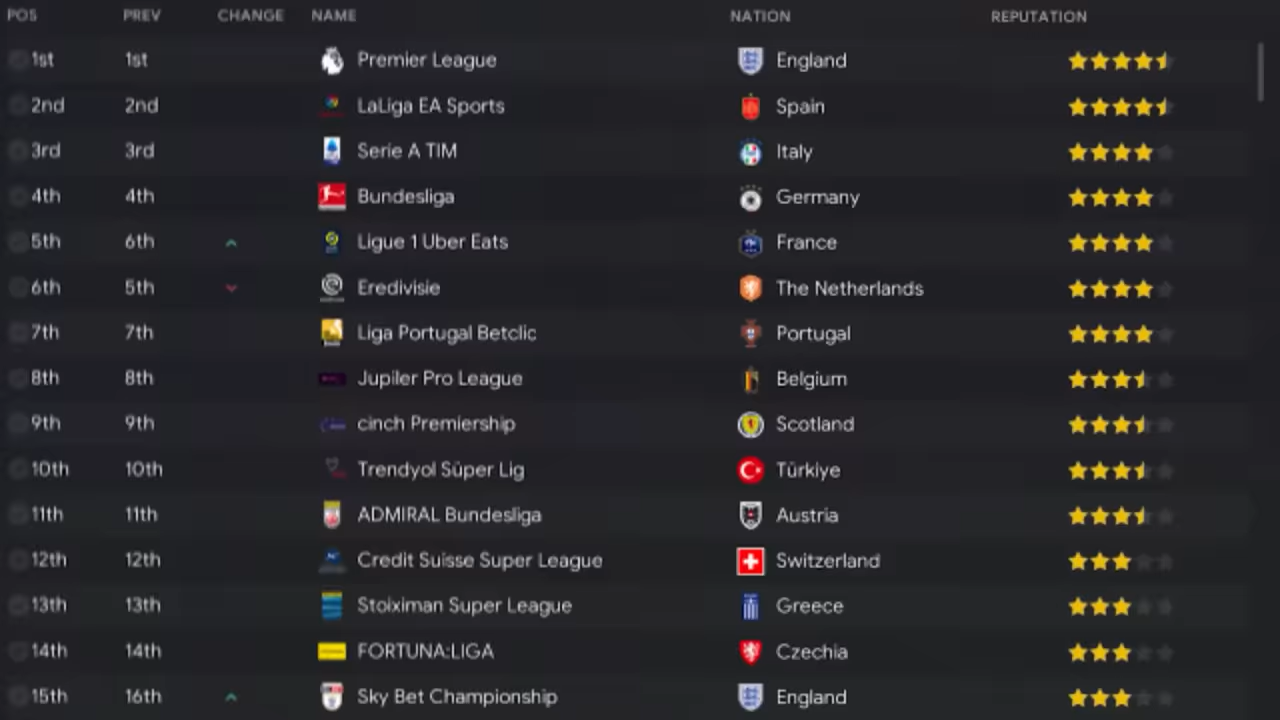 POS PREV CHANGE NAME NATION REPUTATION
1st 1st Premier League England
2nd 2nd LaLiga EA Sports Spain
3rd 3rd Serie A TIM Italy
4th 4th Bundesliga Germany
5th 6th Ligue 1 Uber Eats France
6th 5th Eredivisie The Netherlands
7th 7th Liga Portugal Betclic Portugal
8th 8th Jupiler Pro League Belgium
9th 9th cinch Premiership Scotland
10th 10th Trendyol Süper Lig Türkiye
11th 11th ADMIRAL Bundesliga Austria
12th 12th Credit Suisse Super League Switzerland
13th 13th Stoiximan Super League Greece
14th 14th FORTUNA:LIGA Czechia
15th 16th Sky Bet Championship England